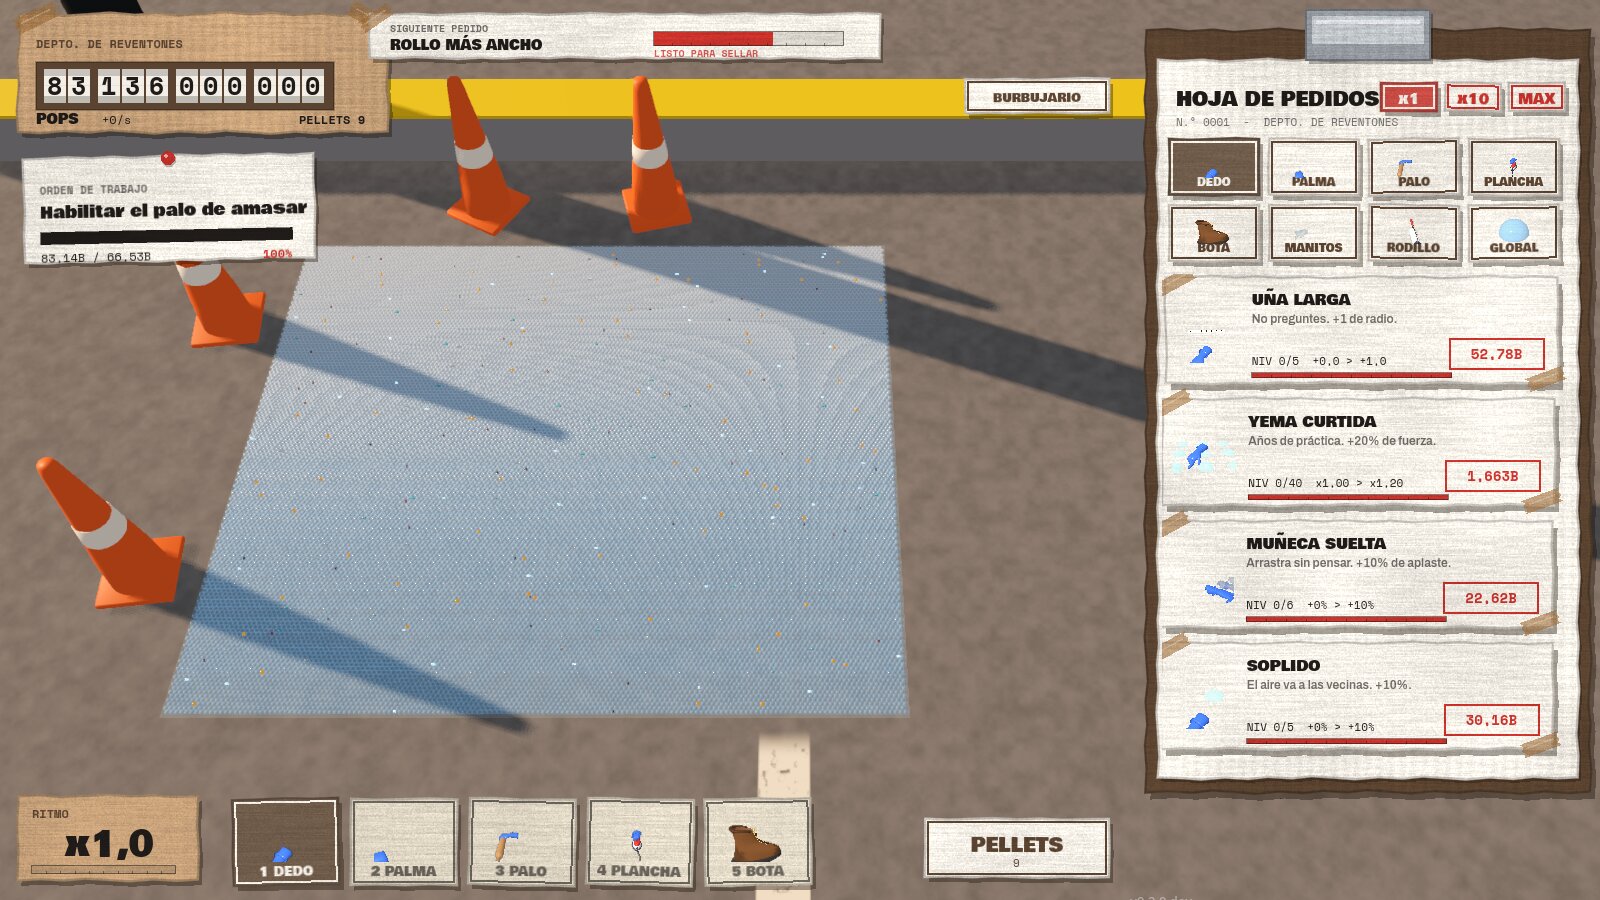 DEPTO. DE REVENTONES
83 136 000 000
POPS +0/s PELLETS 9
SIGUIENTE PEDIDO
ROLLO MÁS ANCHO
LISTO PARA SELLAR
BURBUJARIO
ORDEN DE TRABAJO
Habilitar el palo de amasar
83,14B / 66,53B 100%
HOJA DE PEDIDOS x1 x10 MAX
N.° 0001 - DEPTO. DE REVENTONES
DEDO PALMA PALO PLANCHA
BOTA MANITOS RODILLO GLOBAL
UÑA LARGA
No preguntes. +1 de radio.
NIV 0/5 +0,0 > +1,0 52,78B
YEMA CURTIDA
Años de práctica. +20% de fuerza.
NIV 0/40 x1,00 > x1,20 1,663B
MUÑECA SUELTA
Arrastra sin pensar. +10% de aplaste.
NIV 0/6 +0% > +10% 22,62B
SOPLIDO
El aire va a las vecinas. +10%.
NIV 0/5 +0% > +10% 30,16B
RITMO
x1,0
1 DEDO 2 PALMA 3 PALO 4 PLANCHA 5 BOTA
PELLETS
9